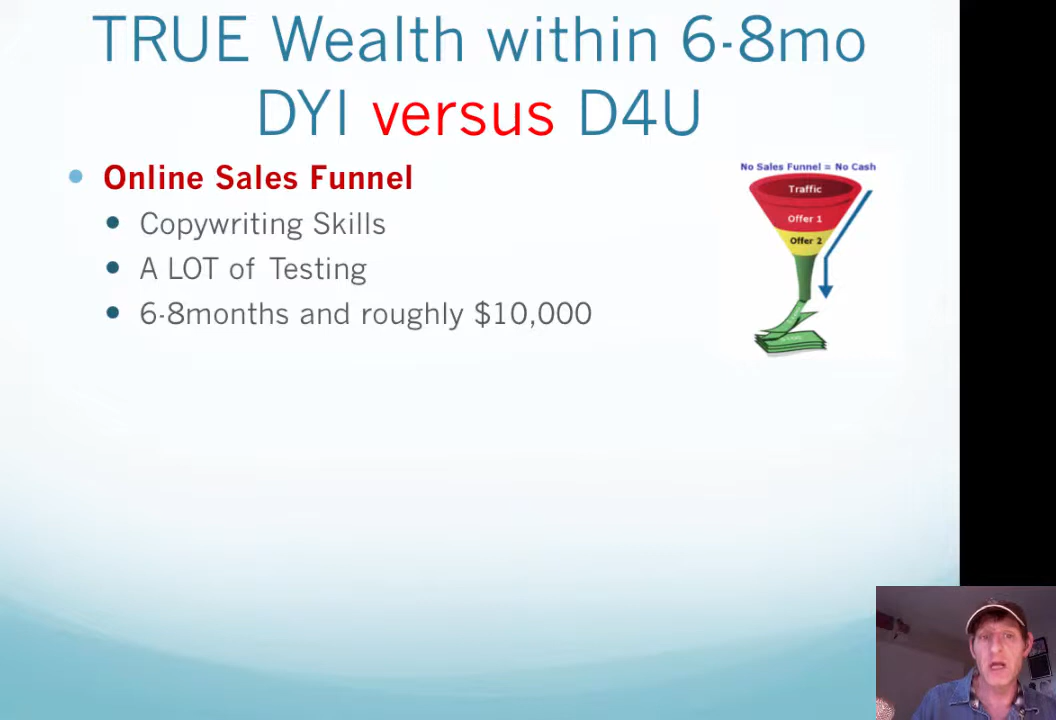 TRUE Wealth within 6-8mo
DYI versus D4U
Online Sales Funnel
Copywriting Skills
A LOT of Testing
6-8months and roughly $10,000
No Sales Funnel = No Cash
Traffic
Offer 1
Offer 2